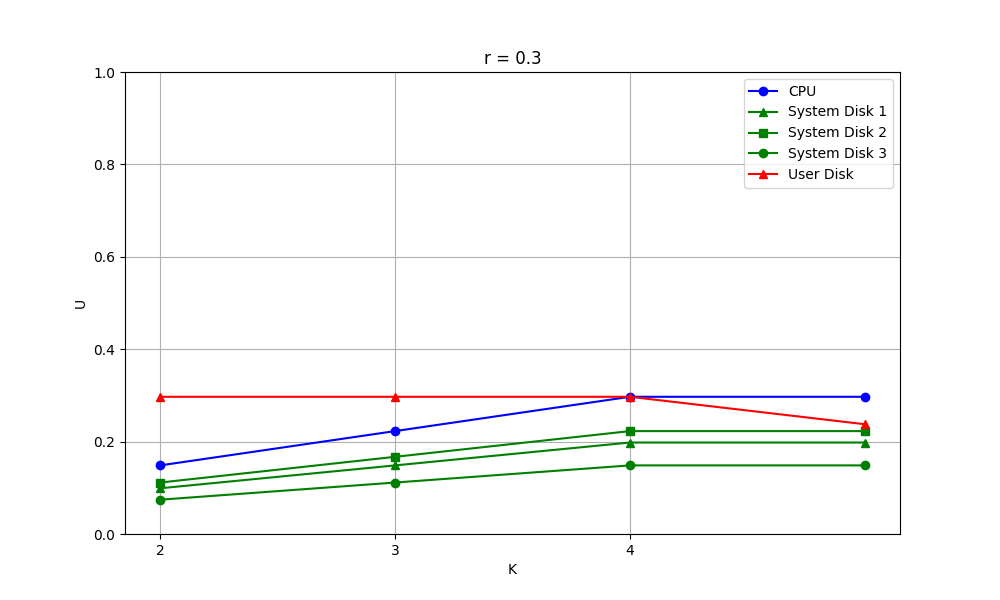 r = 0.3
1.0
0.8
0.6
0.4
0.2
0.0
U
2
3
4
K
CPU
System Disk 1
System Disk 2
System Disk 3
User Disk